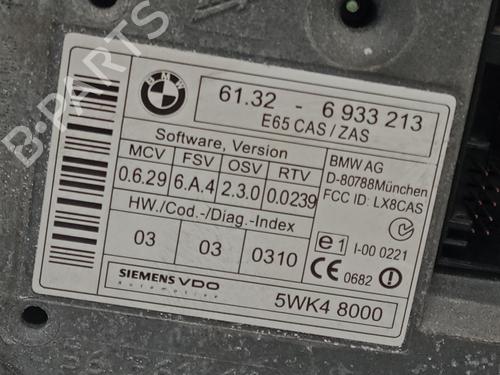 B-PARTS
BMW
61.32 - 6 933 213
E65 CAS / ZAS
Software, Version
MCV FSV OSV RTV
0.6.29 6.A.4 2.3.0 0.0239
HW./Cod.-/Diag.-Index
03 03 0310
BMW AG
D-80788München
FCC ID: LX8CAS
e1 I-00 0221
CE 0682
SIEMENS VDO
Automotive
5WK4 8000